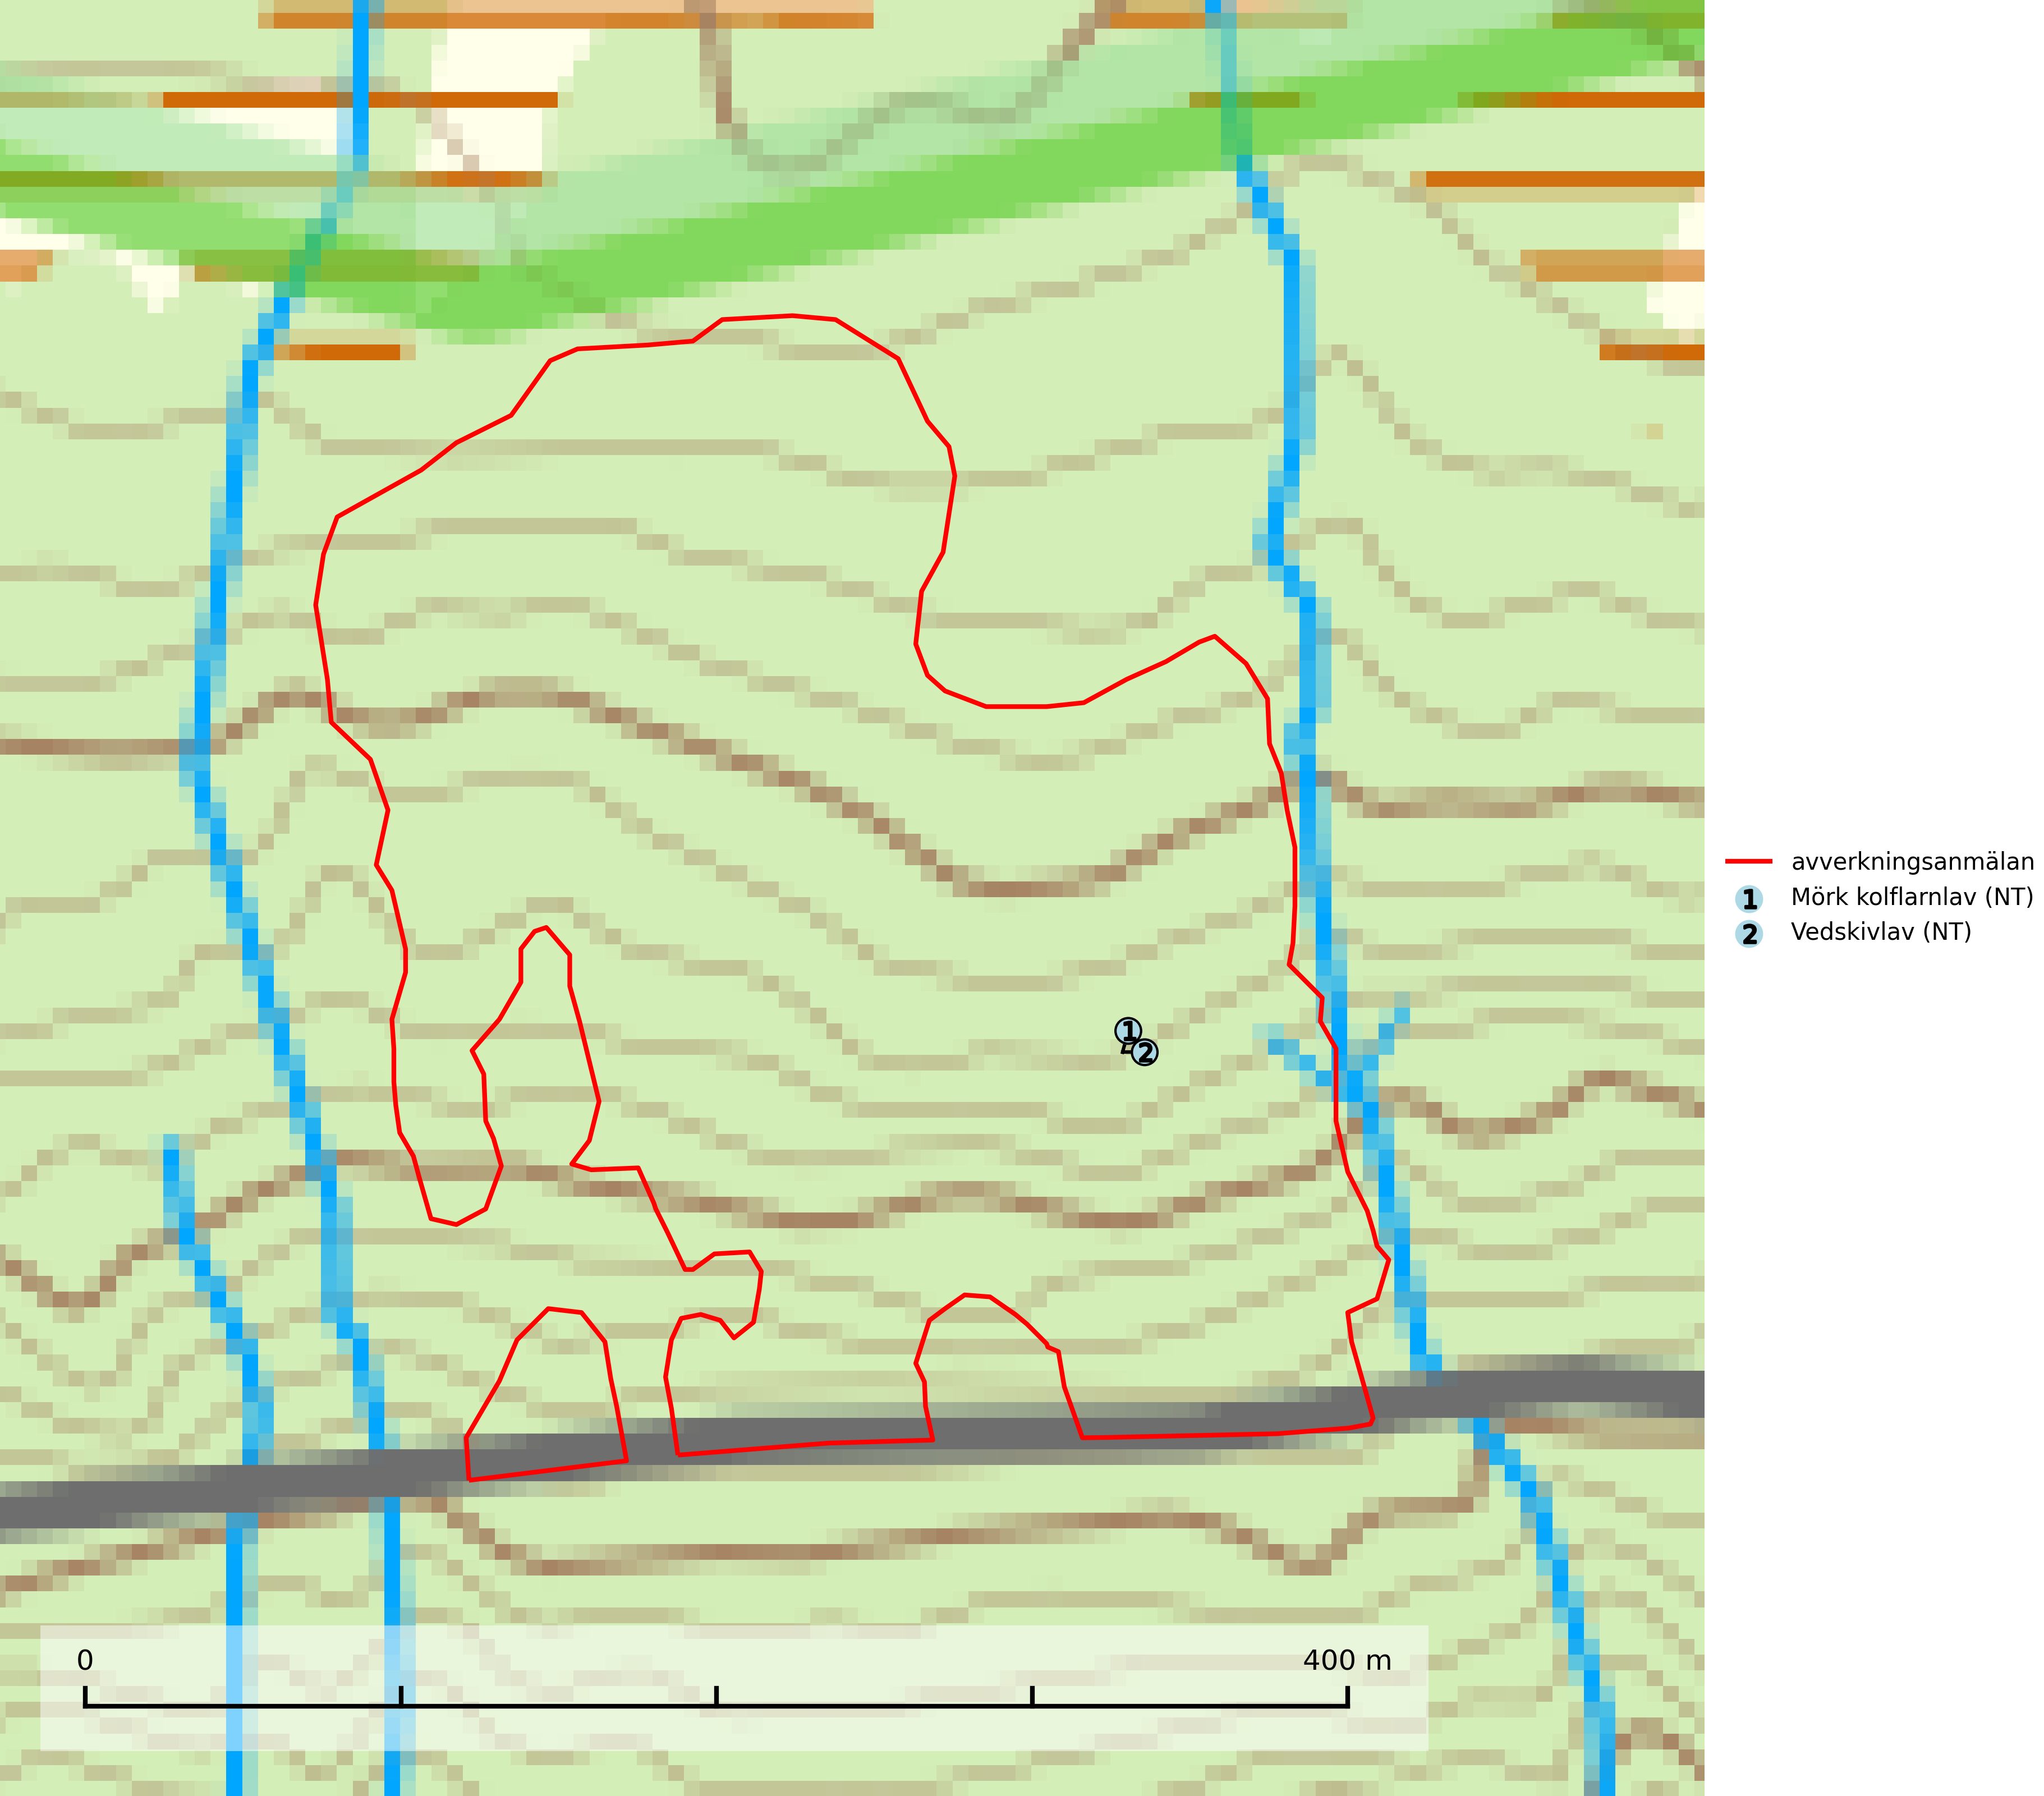 avverkningsanmälan
1 Mörk kolflarnlav (NT)
2 Vedskivlav (NT)
1
2
0 400 m